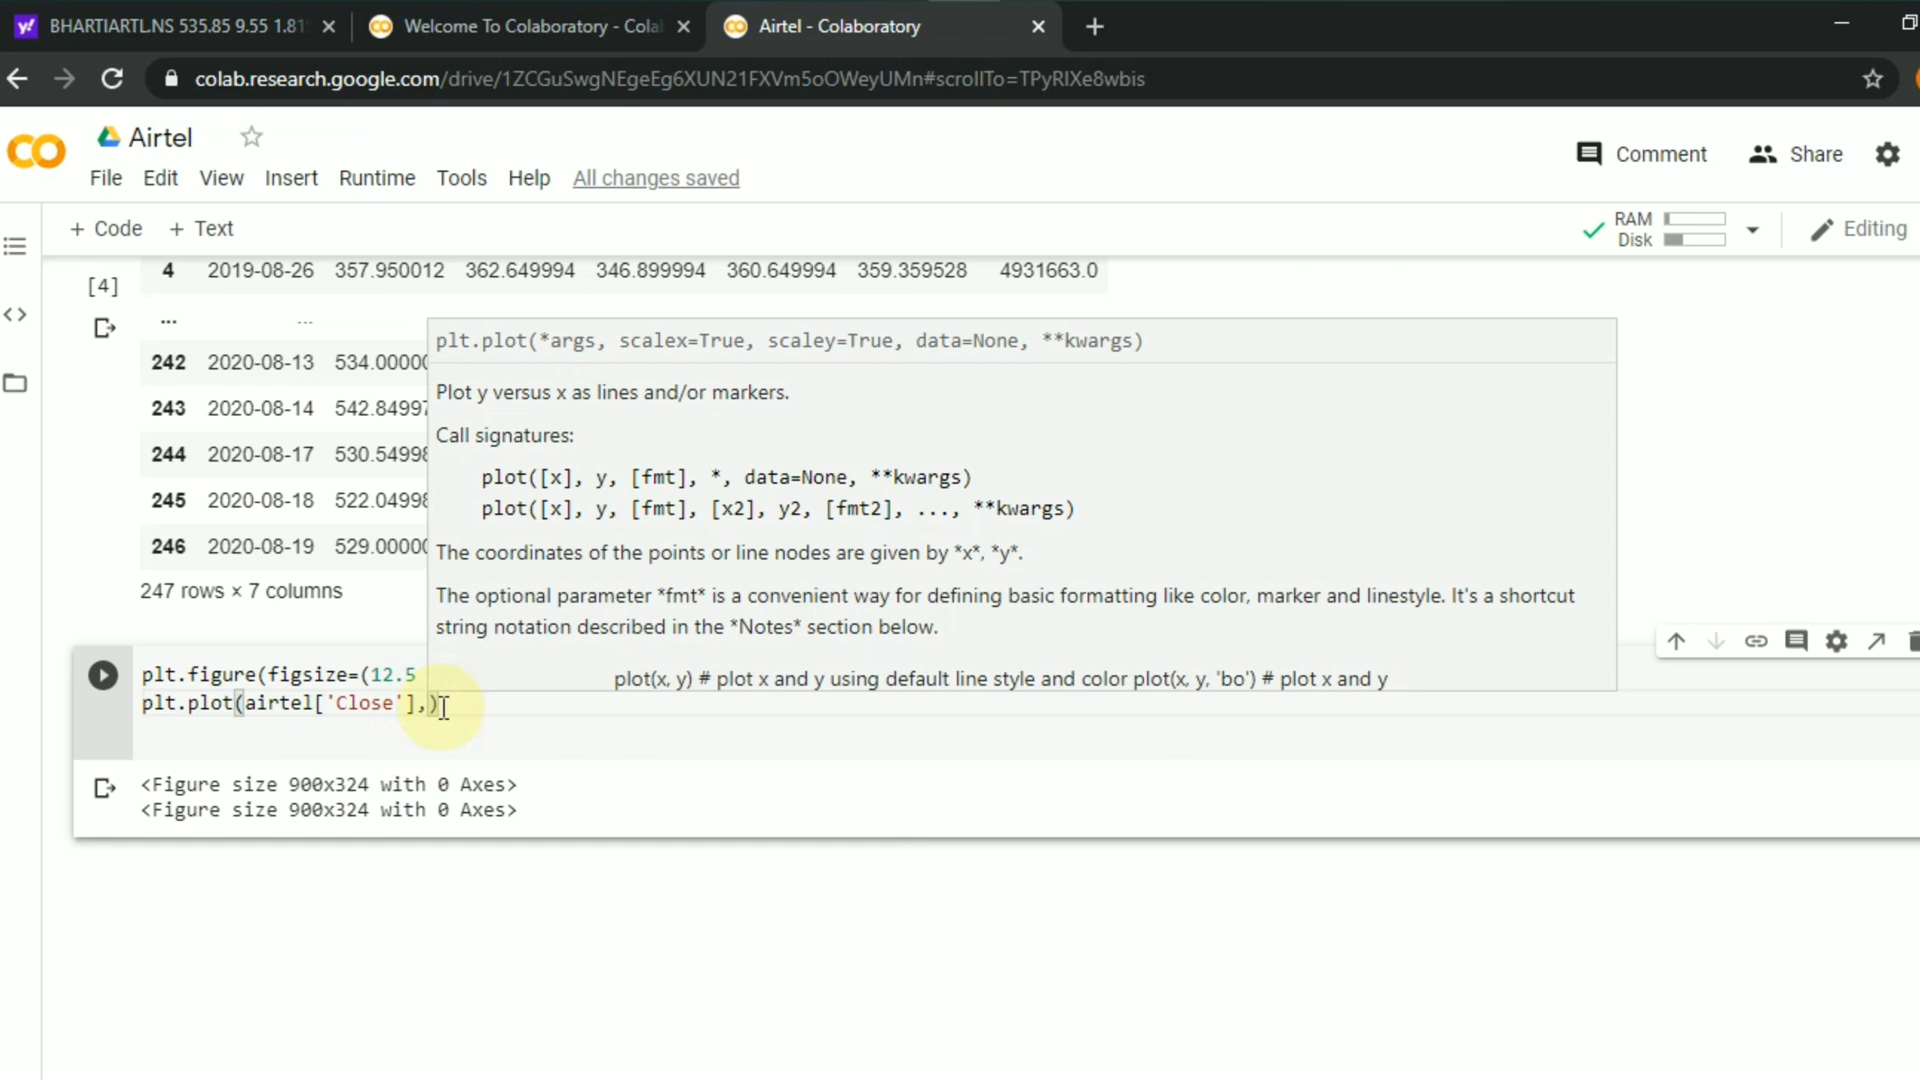 BHARTIARTL.NS 535.85 9.55 1.81
Welcome To Colaboratory - Cola
Airtel - Colaboratory
colab.research.google.com/drive/1ZCGuSwgNEgeEg6XUN21FXVm5oOWeyUMn#scrollTo=TPyRIXe8wbis
CO Airtel
Comment Share
File Edit View Insert Runtime Tools Help All changes saved
+ Code + Text
RAM
Disk
Editing
[4]
4 2019-08-26 357.950012 362.649994 346.899994 360.649994 359.359528 4931663.0
... ...
242 2020-08-13 534.00000
243 2020-08-14 542.84997
244 2020-08-17 530.54998
245 2020-08-18 522.04998
246 2020-08-19 529.00000
247 rows × 7 columns
plt.plot(*args, scalex=True, scaley=True, data=None, **kwargs)
Plot y versus x as lines and/or markers.
Call signatures:
plot([x], y, [fmt], *, data=None, **kwargs)
plot([x], y, [fmt], [x2], y2, [fmt2], ..., **kwargs)
The coordinates of the points or line nodes are given by *x*, *y*.
The optional parameter *fmt* is a convenient way for defining basic formatting like color, marker and linestyle. It's a shortcut
string notation described in the *Notes* section below.
plot(x, y) # plot x and y using default line style and color plot(x, y, 'bo') # plot x and y
plt.figure(figsize=(12.5
plt.plot(airtel['Close'],)
<Figure size 900x324 with 0 Axes>
<Figure size 900x324 with 0 Axes>